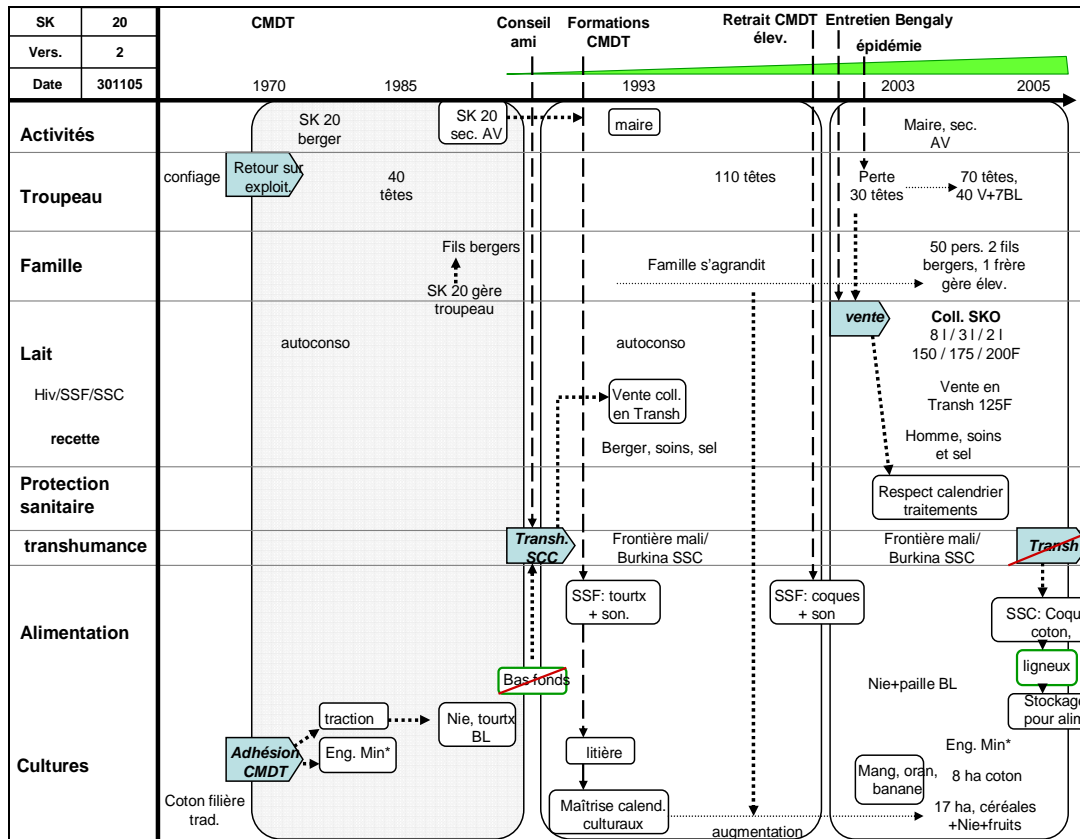 SK 20
Vers. 2
Date 301105
CMDT
Conseil
ami
Formations
CMDT
Retrait CMDT
élev.
Entretien Bengaly
épidémie
1970 1985 1993 2003 2005
Activités
SK 20
berger
SK 20
sec. AV
maire
Maire, sec.
AV
Troupeau
confiage
Retour sur
exploit.
40
têtes
110 têtes
Perte
30 têtes
70 têtes,
40 V+7BL
Famille
Fils bergers
SK 20 gère
troupeau
Famille s'agrandit
50 pers. 2 fils
bergers, 1 frère
gère élev.
Lait
Hiv/SSF/SSC
recette
autoconso
autoconso
Vente coll.
en Transh
Berger, soins, sel
vente
Coll. SKO
8 l / 3 l / 2 l
150 / 175 / 200F
Vente en
Transh 125F
Homme, soins
et sel
Protection
sanitaire
Respect calendrier
traitements
transhumance
Transh.
SCC
Frontière mali/
Burkina SSC
Frontière mali/
Burkina SSC
Transh
Alimentation
SSF: tourtx
+ son.
SSF: coques
+ son
SSC: Coqu
coton,
ligneux
Bas fonds
Nie+paille BL
Stockage
pour alim
Cultures
traction
Nie, tourtx
BL
Adhésion
CMDT
Eng. Min*
Coton filière
trad.
litière
Maîtrise calend.
culturaux
augmentation
Mang, oran,
banane
Eng. Min*
8 ha coton
17 ha, céréales
+Nie+fruits